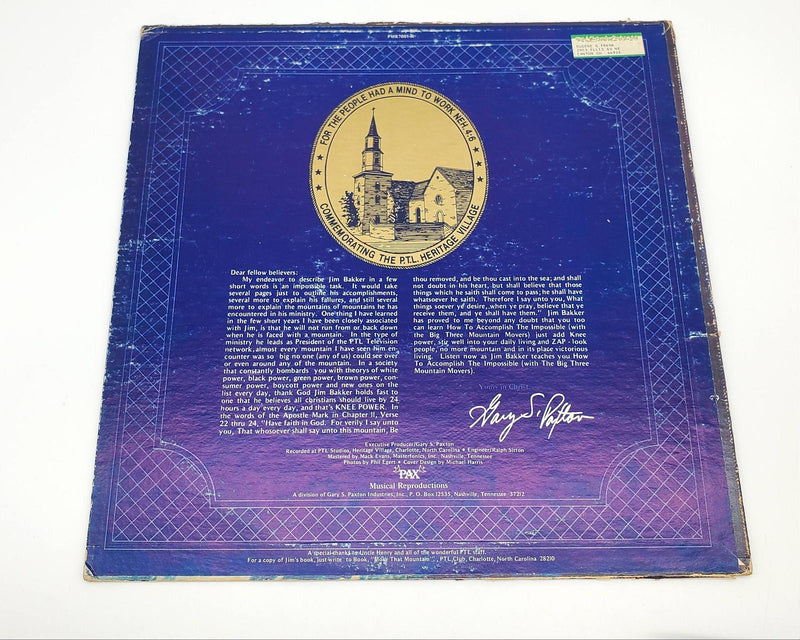 PMR 7001-R
EUGENE G FREHE
CANTON OH
FOR THE PEOPLE HAD A MIND TO WORK NEH 4:6
COMMEMORATING THE P.T.L. HERITAGE VILLAGE
Dear fellow believers:
My endeavor to describe Jim Bakker in a few
short words is an impossible task. It would take
several pages just to outline his accomplishments,
several more to explain his failures, and still several
more to explain the mountains of mountains he has
encountered in his ministry. One thing I have learned
in the few short years I have been closely associated
with Jim, is that he will not run from or back down
when he is faced with a mountain. In the type of
ministry he leads as President of the PTL Television
network, almost every mountain I have seen him en-
counter was so big no one (any of us) could see over
or even around any of the mountain. In a society
that constantly bombards you with theorys of white
power, black power, green power, brown power, con-
sumer power, boycott power and new ones on the
list every day, thank God Jim Bakker holds fast to
one that he believes all christians should live by 24
hours a day every day, and that's KNEE POWER. In
the words of the Apostle Mark in Chapter II, Verse
22 thru 24, "Have faith in God. For verily I say unto
you, That whosoever shall say unto this mountain, Be
thou removed, and be thou cast into the sea; and shall
not doubt in his heart, but shall believe that those
things which he saith shall come to pass; he shall have
whatsoever he saith. Therefore I say unto you, What
things soever ye desire, when ye pray, believe that ye
receive them, and ye shall have them." Jim Bakker
has proved to me beyond any doubt that you too
can learn How To Accomplish The Impossible (with
the Big Three Mountain Movers) just add Knee
power, stir well into your daily living and ZAP - look
people, no more mountain and in its place victorious
living. Listen now as Jim Bakker teaches you How
To Accomplish The Impossible (with The Big Three
Mountain Movers).
Yours in Christ,
Gary S. Paxton
Executive Producer/Gary S. Paxton
Recorded at PTL Studios, Heritage Village, Charlotte, North Carolina • Engineer/Ralph Sitton
Mastered by Mack Evans, Masterfonics, Inc., Nashville, Tennessee
Photos by Phil Egert • Cover Design by Michael Harris
PAX
Musical Reproductions
A division of Gary S. Paxton Industries, Inc., P. O. Box 12535, Nashville, Tennessee 37212
A special thanks to Uncle Henry and all of the wonderful PTL staff.
For a copy of Jim's book, just write to Book, "Move That Mountain", PTL Club, Charlotte, North Carolina 28210